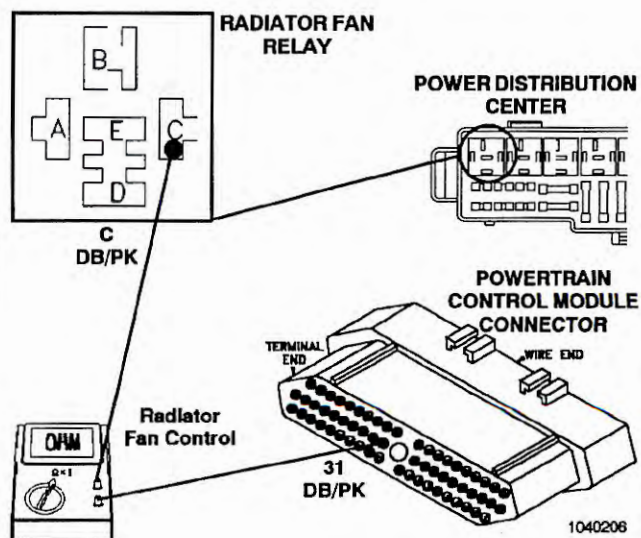 RADIATOR FAN
RELAY
B
A
E
C
D
C
DB/PK
POWER DISTRIBUTION
CENTER
POWERTRAIN
CONTROL MODULE
CONNECTOR
TERMINAL
END
WIRE END
OHM
Ω×1
Radiator
Fan Control
31
DB/PK
1040206